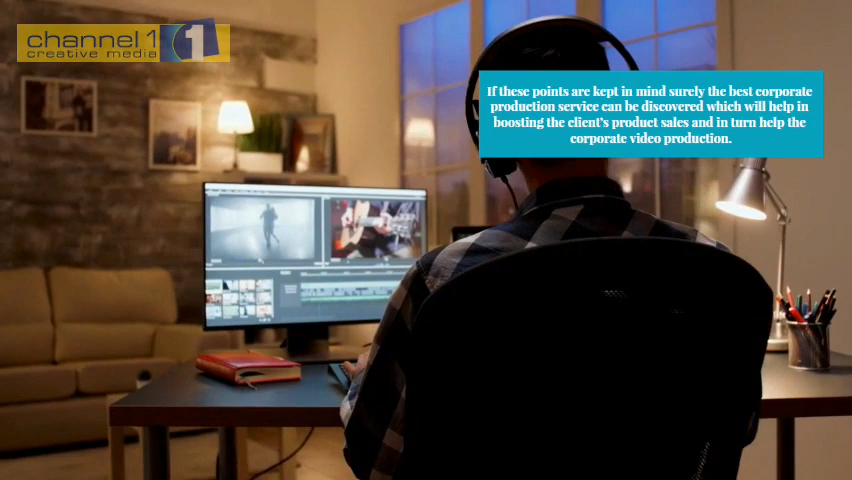 channel 1
creative media
1
If these points are kept in mind surely the best corporate
production service can be discovered which will help in
boosting the client's product sales and in turn help the
corporate video production.